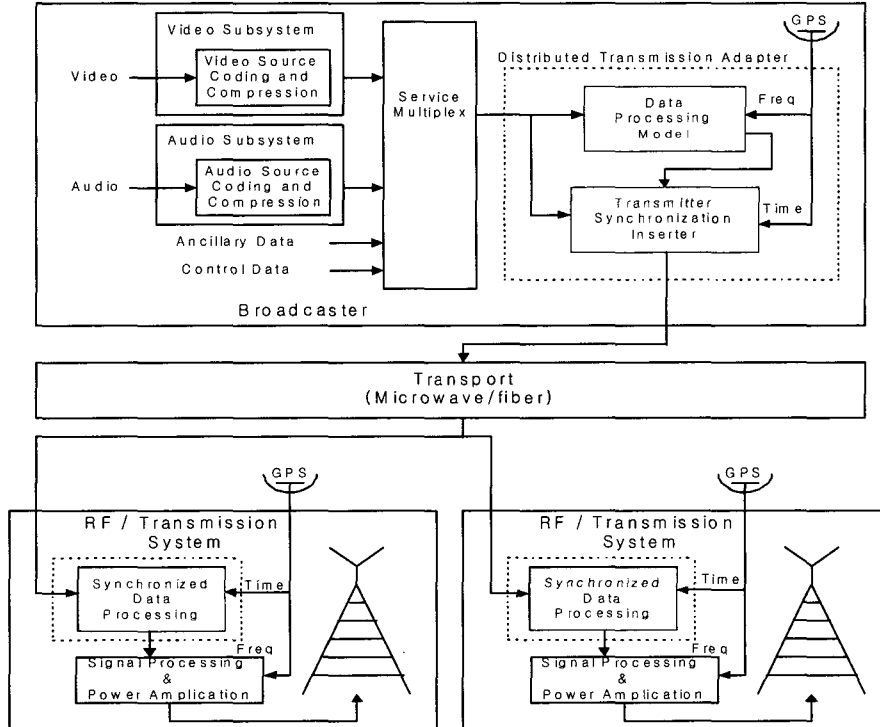 Video Subsystem
Video
Video Source
Coding and
Compression
Audio Subsystem
Audio
Audio Source
Coding and
Compression
Ancillary Data
Control Data
Service
Multiplex
GPS
Distributed Transmission Adapter
Data
Processing
Model
Freq
Transmitter
Synchronization
Inserter
Time
Broadcaster
Transport
(Microwave/fiber)
GPS
RF / Transmission
System
Synchronized
Data
Processing
Time
Freq
Signal Processing
&
Power Amplication
GPS
RF / Transmission
System
Synchronized
Data
Processing
Time
Freq
Signal Processing
&
Power Amplication